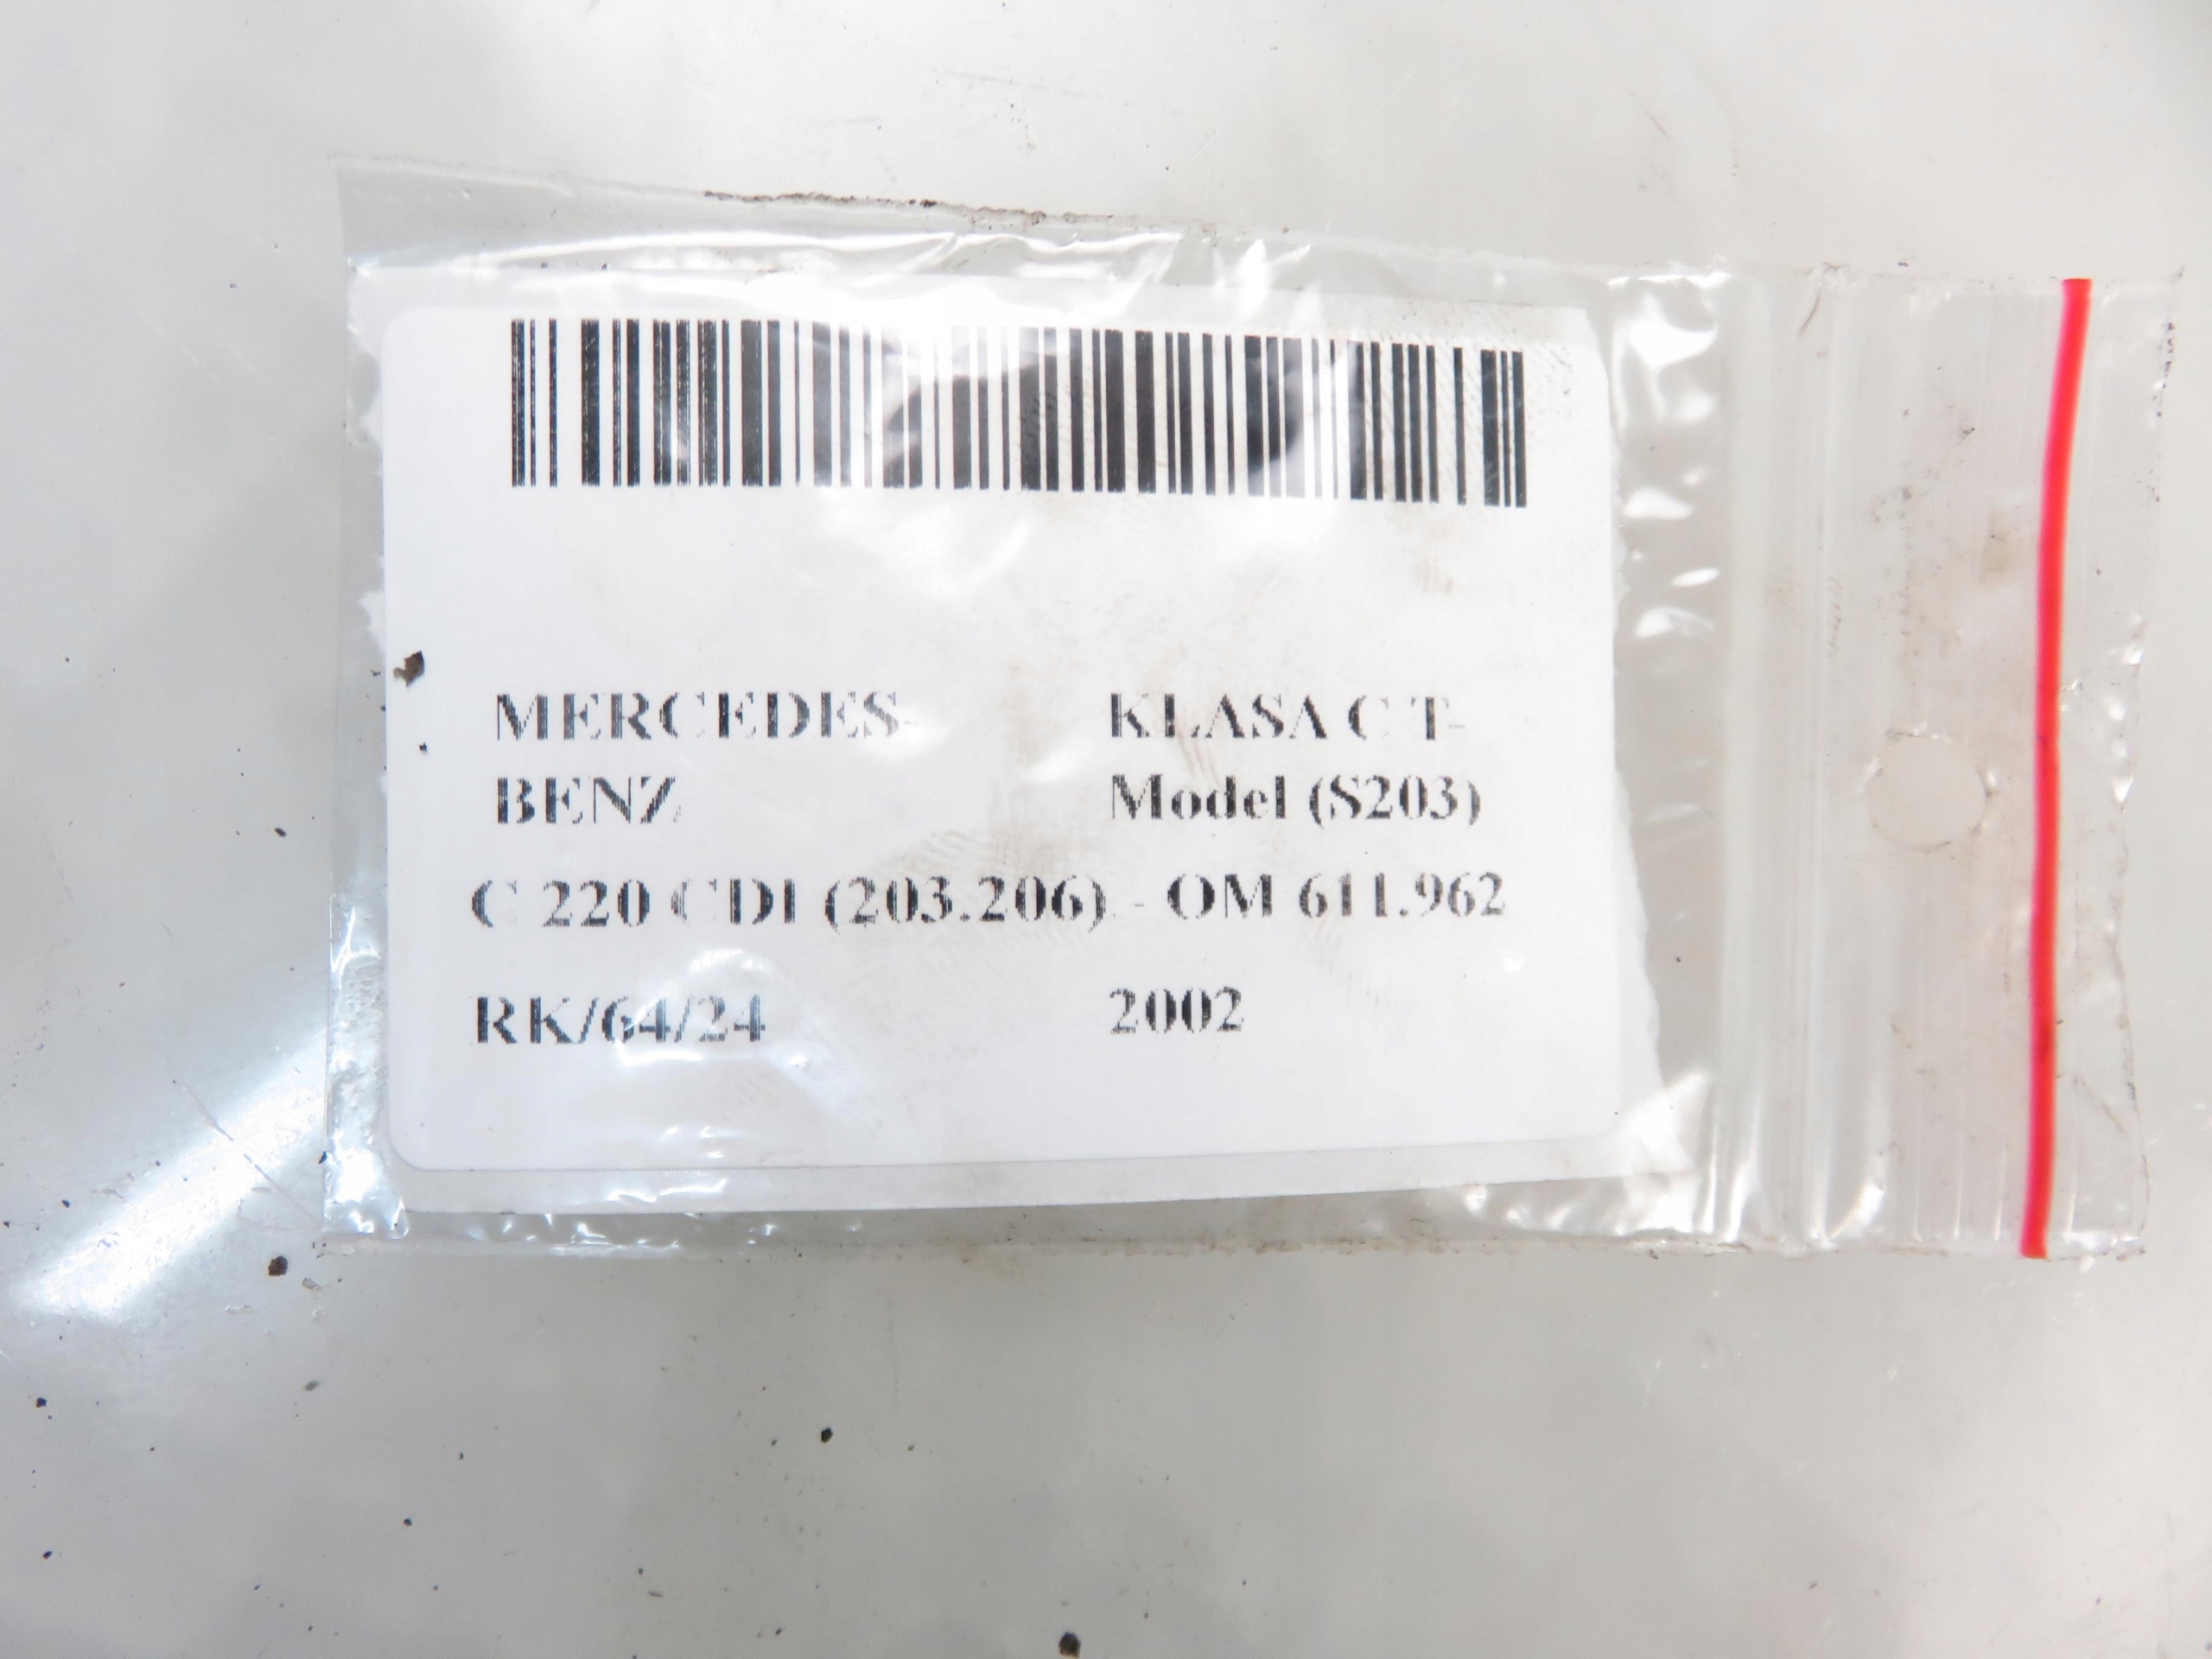 MERCEDES- KLASA C T-
BENZ Model (S203)
C 220 CDI (203.206) - OM 611.962
RK/64/24 2002